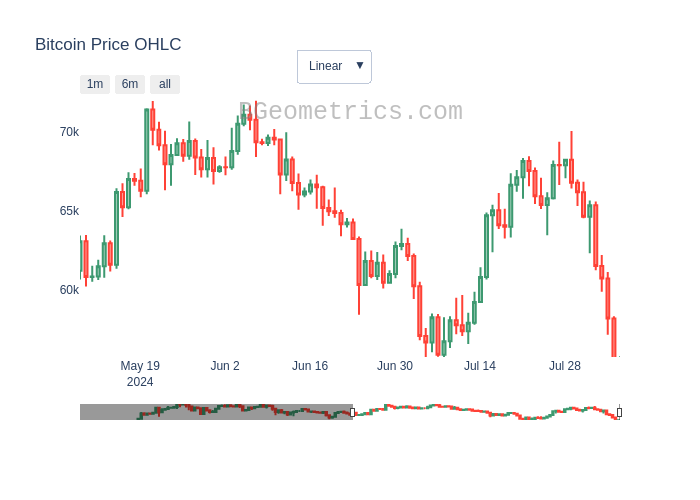 Bitcoin Price OHLC
Linear ▼
1m 6m all
BGeometrics.com
70k
65k
60k
May 19 Jun 2 Jun 16 Jun 30 Jul 14 Jul 28
2024